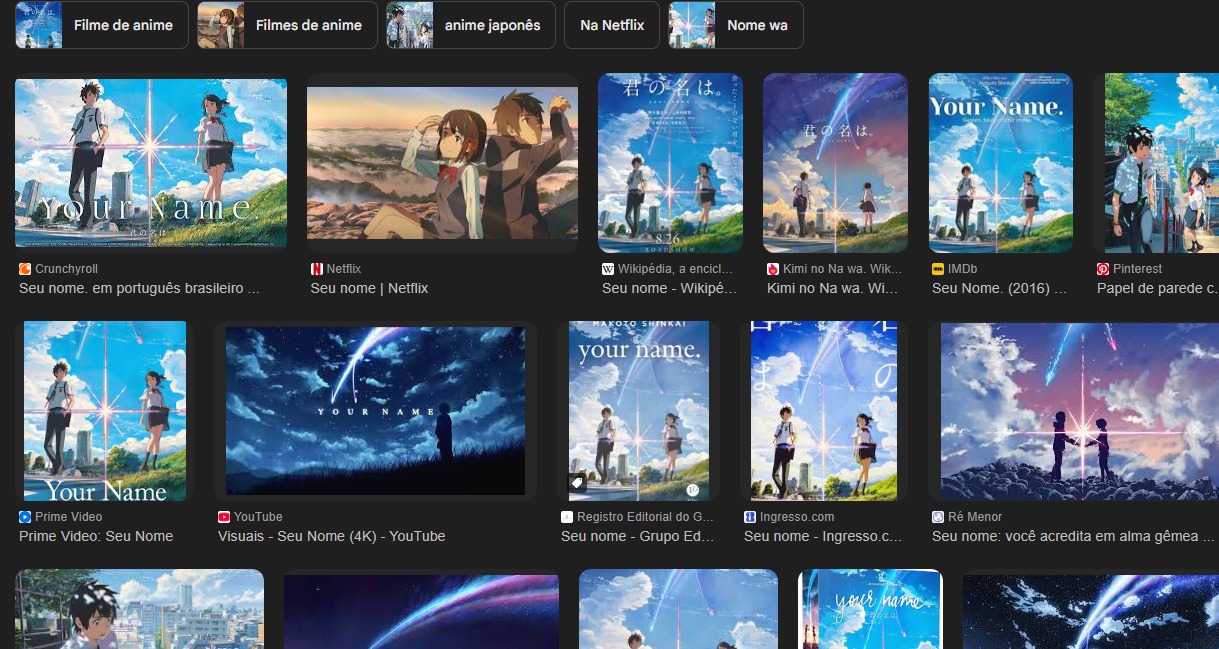 Filme de anime
Filmes de anime
anime japonês
Na Netflix
Nome wa
Your Name.
君の名は
君の名は。
8.26
ROADSHOW
君の名は。
Your Name.
Crunchyroll
Seu nome. em português brasileiro ...
Netflix
Seu nome | Netflix
Wikipédia, a encicl...
Seu nome - Wikipé...
Kimi no Na wa. Wik...
Kimi no Na wa. Wi...
IMDb
Seu Nome. (2016) ...
Pinterest
Papel de parede c.
Your Name
YOUR NAME
MAKOTO SHINKAI
your name.
は
の
Prime Video
Prime Video: Seu Nome
YouTube
Visuais - Seu Nome (4K) - YouTube
Registro Editorial do G...
Seu nome - Grupo Ed...
Ingresso.com
Seu nome - Ingresso.c...
Rê Menor
Seu nome: você acredita em alma gêmea ...
your name.